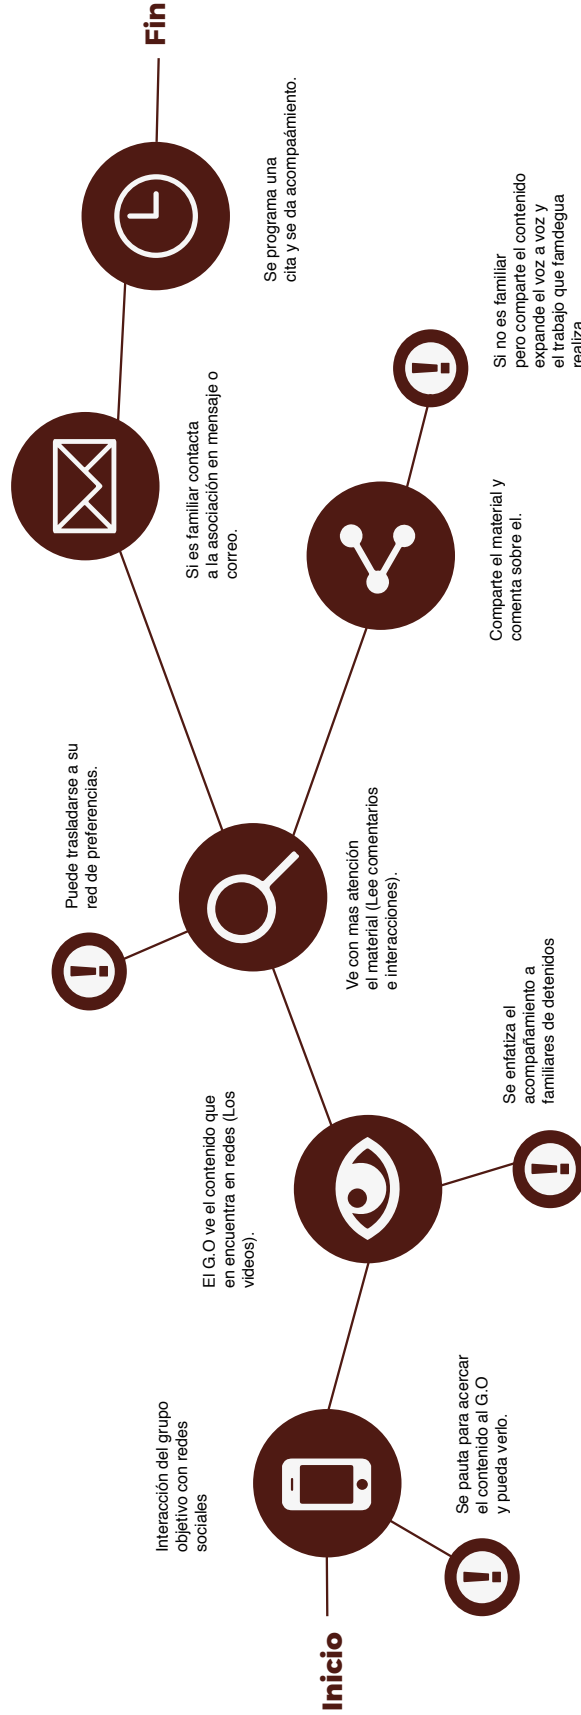 Inicio
Interacción del grupo
objetivo con redes
sociales
Se pauta para acercar
el contenido al G.O
y pueda verlo.
El G.O ve el contenido que
en encuentra en redes (Los
videos).
Se enfatiza el
acompañamiento a
familiares de detenidos
Puede trasladarse a su
red de preferencias.
Ve con mas atención
el material (Lee comentarios
e interacciones).
Si es familiar contacta
a la asociación en mensaje o
correo.
Comparte el material y
comenta sobre el.
Si no es familiar
pero comparte el contenido
expande el voz a voz y
el trabajo que famdegua
realiza
Se programa una
cita y se da acompaámiento.
Fin